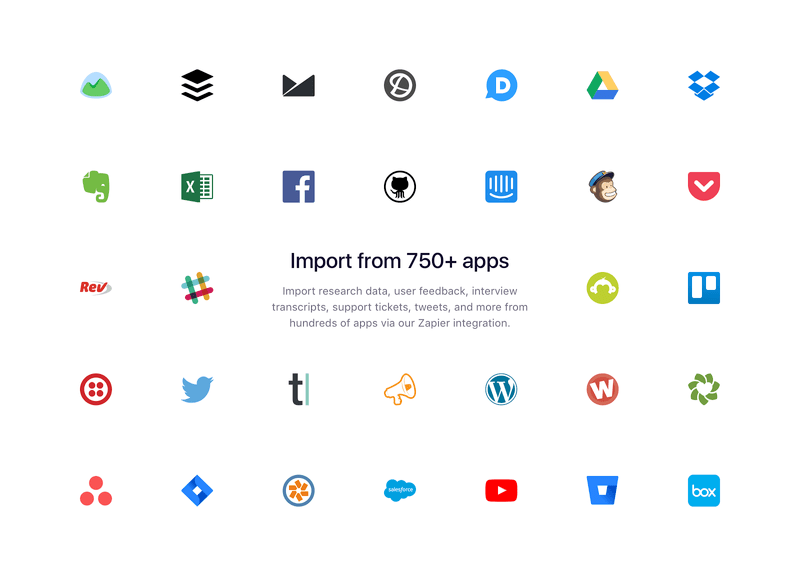 D
X
f
Rev
Import from 750+ apps
Import research data, user feedback, interview
transcripts, support tickets, tweets, and more from
hundreds of apps via our Zapier integration.
tl
W
W
salesforce
box